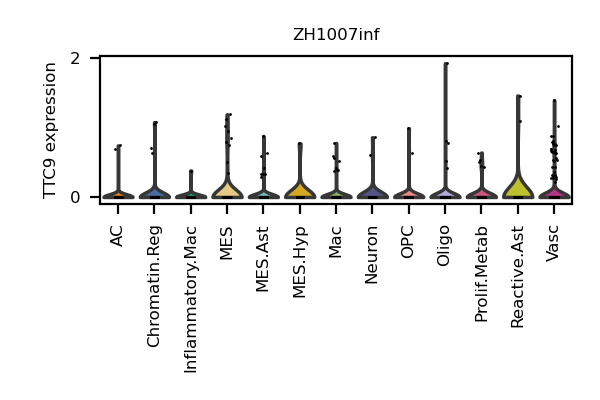 ZH1007inf
TTC9 expression
2
0
AC
Chromatin.Reg
Inflammatory.Mac
MES
MES.Ast
MES.Hyp
Mac
Neuron
OPC
Oligo
Prolif.Metab
Reactive.Ast
Vasc